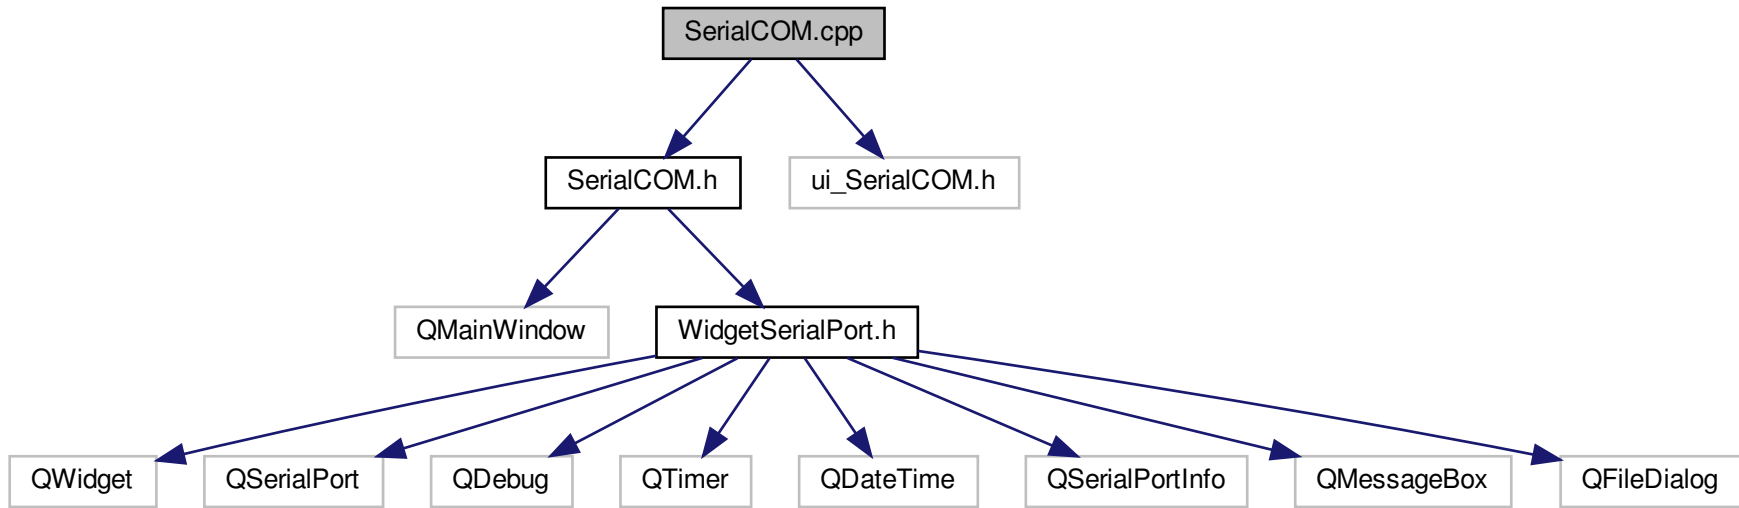 SerialCOM.cpp
SerialCOM.h
ui_SerialCOM.h
QMainWindow
WidgetSerialPort.h
QWidget
QSerialPort
QDebug
QTimer
QDateTime
QSerialPortInfo
QMessageBox
QFileDialog